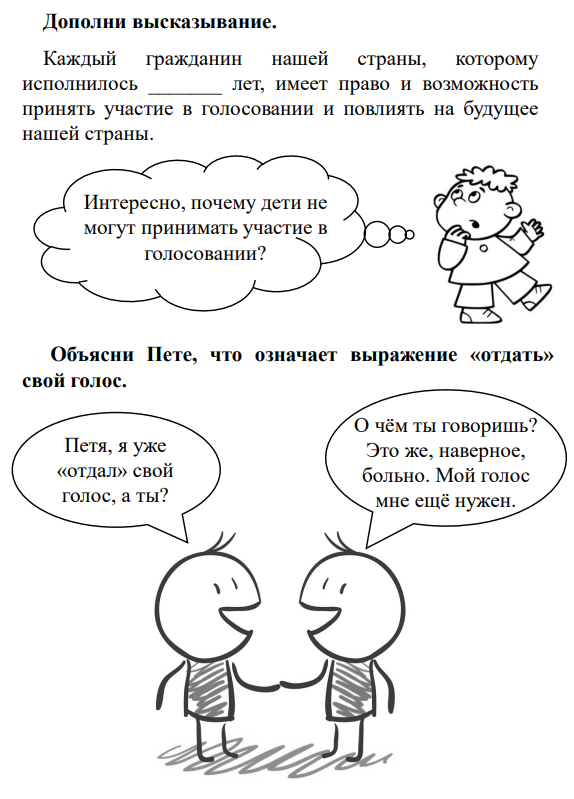 Дополни высказывание.
Каждый гражданин нашей страны, которому
исполнилось _______ лет, имеет право и возможность
принять участие в голосовании и повлиять на будущее
нашей страны.
Интересно, почему дети не
могут принимать участие в
голосовании?
Объясни Пете, что означает выражение «отдать»
свой голос.
Петя, я уже
«отдал» свой
голос, а ты?
О чём ты говоришь?
Это же, наверное,
больно. Мой голос
мне ещё нужен.